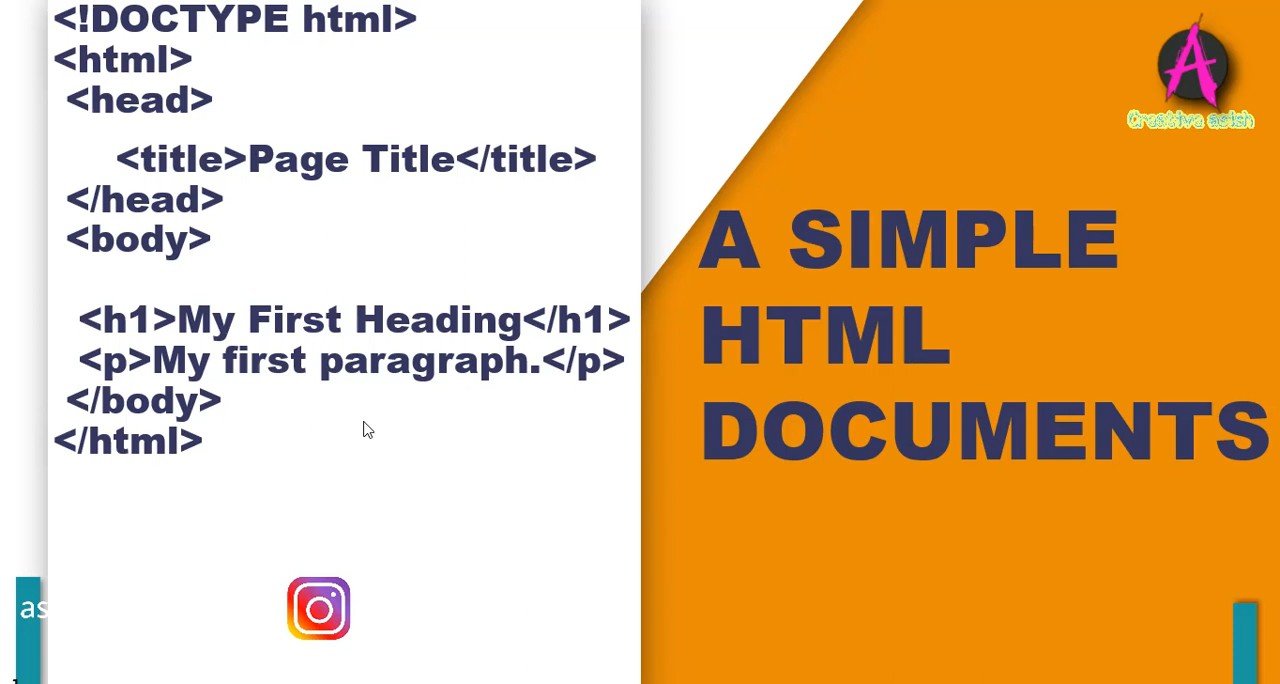 <!DOCTYPE html>
<html>
<head>
<title>Page Title</title>
</head>
<body>
<h1>My First Heading</h1>
<p>My first paragraph.</p>
</body>
</html>
A
Creative asish
A SIMPLE
HTML
DOCUMENTS
as